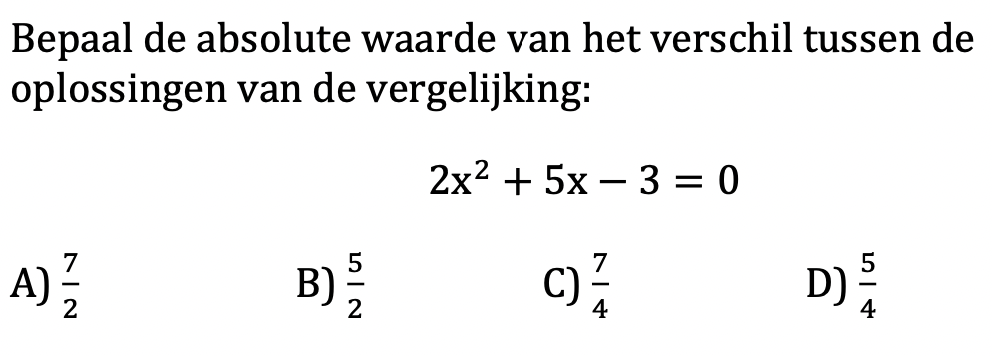 Bepaal de absolute waarde van het verschil tussen de
oplossingen van de vergelijking:
2x² + 5x − 3 = 0
A) 7/2 B) 5/2 C) 7/4 D) 5/4